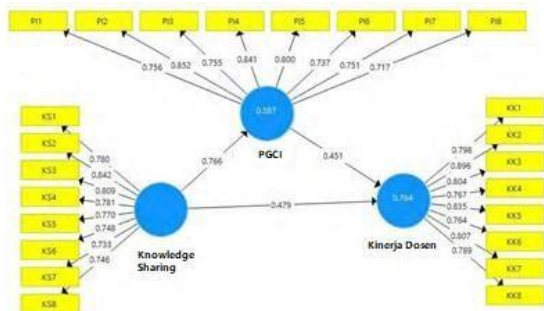 PI1 PI2 PI3 PI4 PI5 PI6 PI7 PI8
0.756 0.852 0.755 0.841 0.800 0.737 0.751 0.717
0.587
PGCI
KS1
KS2
KS3
KS4
KS5
KS6
KS7
KS8
0.780
0.842
0.809
0.781
0.770
0.748
0.733
0.746
Knowledge
Sharing
0.766
0.451
0.479
0.764
Kinerja Dosen
KK1
KK2
KK3
KK4
KK5
KK6
KK7
KK8
0.798
0.896
0.804
0.767
0.835
0.764
0.807
0.789